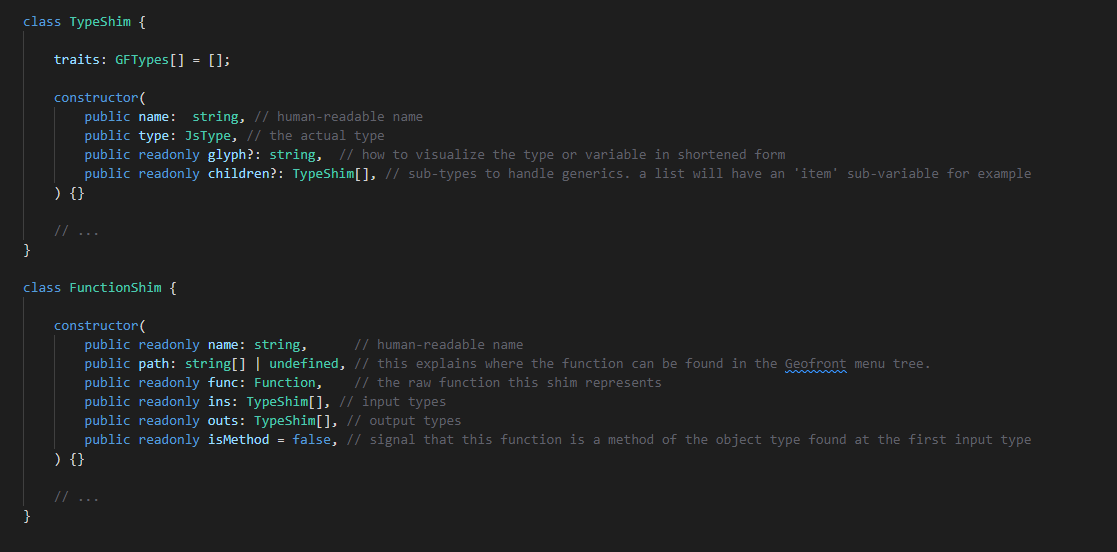 class TypeShim {
    traits: GFTypes[] = [];
    constructor(
        public name:  string, // human-readable name
        public type: JsType, // the actual type
        public readonly glyph?: string,  // how to visualize the type or variable in shortened form
        public readonly children?: TypeShim[], // sub-types to handle generics. a list will have an 'item' sub-variable for example
    ) {}
    // ...
}
class FunctionShim {
    constructor(
        public readonly name: string,      // human-readable name
        public path: string[] | undefined, // this explains where the function can be found in the Geofront menu tree.
        public readonly func: Function,    // the raw function this shim represents
        public readonly ins: TypeShim[], // input types
        public readonly outs: TypeShim[], // output types
        public readonly isMethod = false, // signal that this function is a method of the object type found at the first input type
    ) {}
    // ...
}